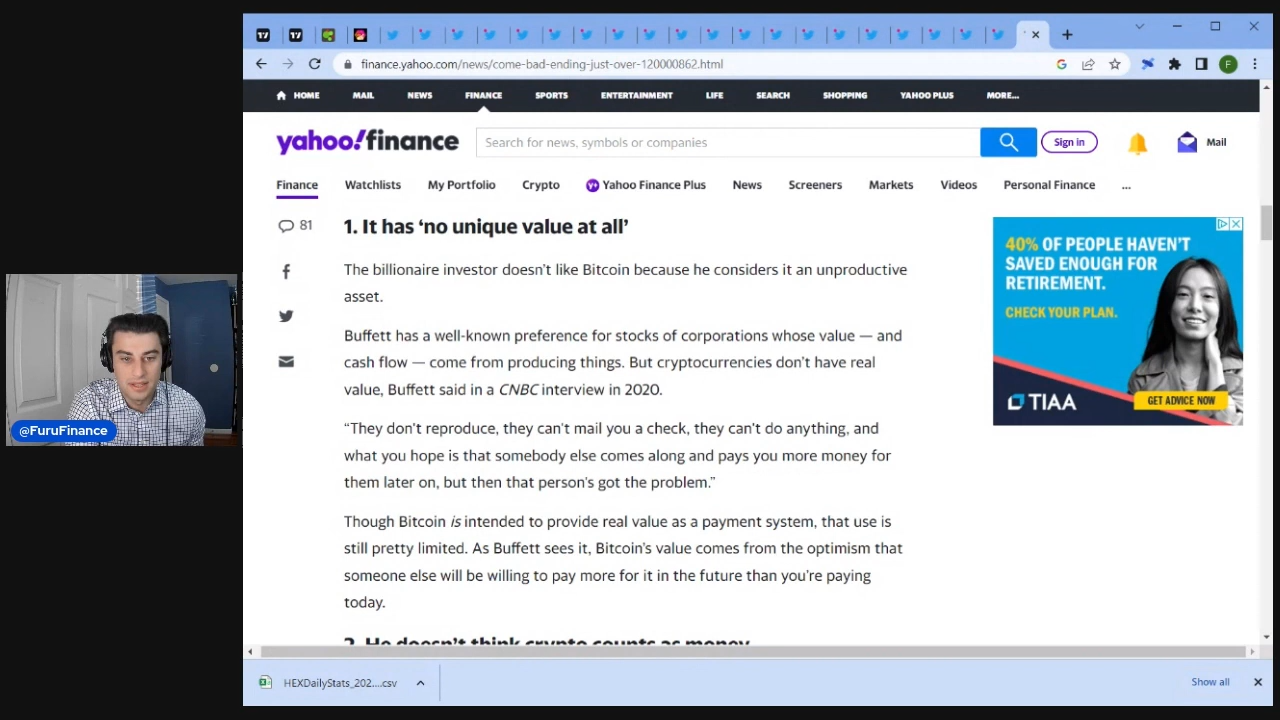 finance.yahoo.com/news/come-bad-ending-just-over-120000862.html
F
HOME MAIL NEWS FINANCE SPORTS ENTERTAINMENT LIFE SEARCH SHOPPING YAHOO PLUS MORE...
yahoo!finance
Search for news, symbols or companies
Sign in
Mail
Finance Watchlists My Portfolio Crypto Y+ Yahoo Finance Plus News Screeners Markets Videos Personal Finance ...
81
1. It has ‘no unique value at all’
The billionaire investor doesn’t like Bitcoin because he considers it an unproductive
asset.
Buffett has a well-known preference for stocks of corporations whose value — and
cash flow — come from producing things. But cryptocurrencies don’t have real
value, Buffett said in a CNBC interview in 2020.
“They don’t reproduce, they can’t mail you a check, they can’t do anything, and
what you hope is that somebody else comes along and pays you more money for
them later on, but then that person’s got the problem.”
Though Bitcoin is intended to provide real value as a payment system, that use is
still pretty limited. As Buffett sees it, Bitcoin’s value comes from the optimism that
someone else will be willing to pay more for it in the future than you’re paying
today.
2. He doesn’t think crypto counts as money
40% OF PEOPLE HAVEN’T
SAVED ENOUGH FOR
RETIREMENT.
CHECK YOUR PLAN.
TIAA
GET ADVICE NOW
@FuruFinance
HEXDailyStats_202....csv
Show all